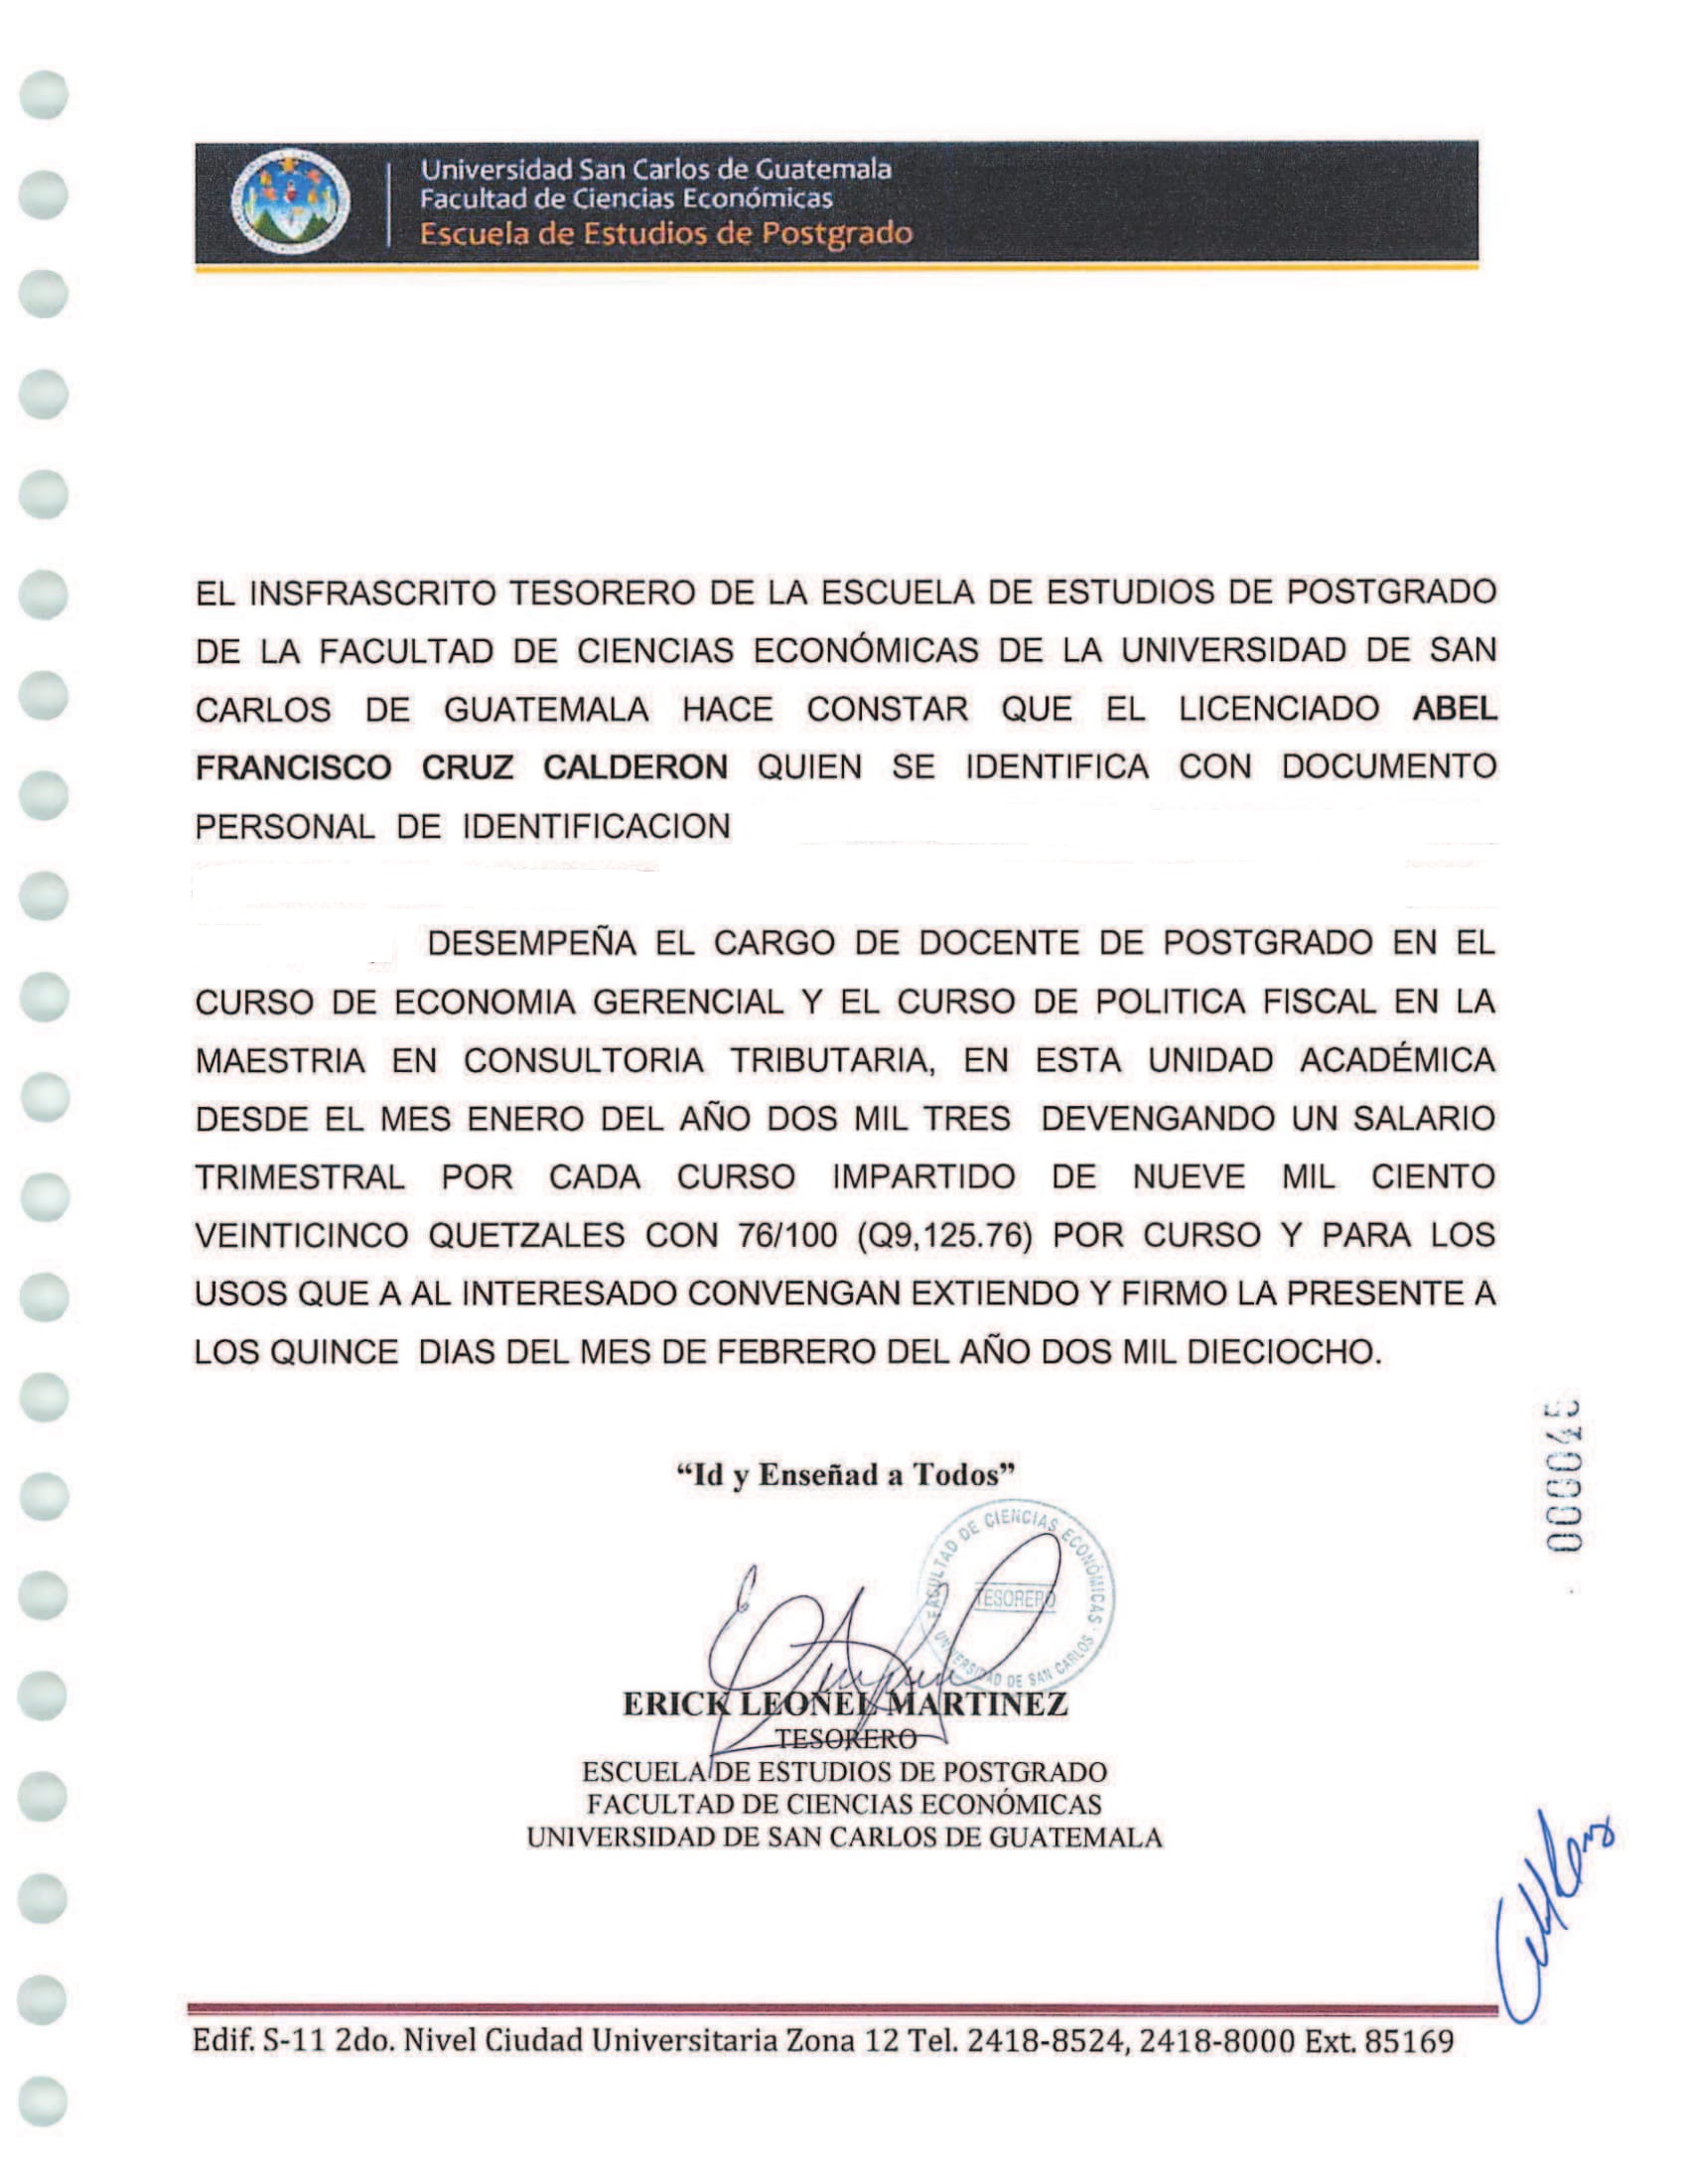 Universidad San Carlos de Guatemala
Facultad de Ciencias Económicas
Escuela de Estudios de Postgrado
EL INSFRASCRITO TESORERO DE LA ESCUELA DE ESTUDIOS DE POSTGRADO
DE LA FACULTAD DE CIENCIAS ECONÓMICAS DE LA UNIVERSIDAD DE SAN
CARLOS DE GUATEMALA HACE CONSTAR QUE EL LICENCIADO ABEL
FRANCISCO CRUZ CALDERON QUIEN SE IDENTIFICA CON DOCUMENTO
PERSONAL DE IDENTIFICACION
DESEMPEÑA EL CARGO DE DOCENTE DE POSTGRADO EN EL
CURSO DE ECONOMIA GERENCIAL Y EL CURSO DE POLITICA FISCAL EN LA
MAESTRIA EN CONSULTORIA TRIBUTARIA, EN ESTA UNIDAD ACADÉMICA
DESDE EL MES ENERO DEL AÑO DOS MIL TRES DEVENGANDO UN SALARIO
TRIMESTRAL POR CADA CURSO IMPARTIDO DE NUEVE MIL CIENTO
VEINTICINCO QUETZALES CON 76/100 (Q9,125.76) POR CURSO Y PARA LOS
USOS QUE A AL INTERESADO CONVENGAN EXTIENDO Y FIRMO LA PRESENTE A
LOS QUINCE DIAS DEL MES DE FEBRERO DEL AÑO DOS MIL DIECIOCHO.
000045
“Id y Enseñad a Todos”
FACULTAD DE CIENCIAS ECONÓMICAS
TESORERO
UNIVERSIDAD DE SAN CARLOS
ERICK LEONEL MARTINEZ
TESORERO
ESCUELA DE ESTUDIOS DE POSTGRADO
FACULTAD DE CIENCIAS ECONÓMICAS
UNIVERSIDAD DE SAN CARLOS DE GUATEMALA
Edif. S-11 2do. Nivel Ciudad Universitaria Zona 12 Tel. 2418-8524, 2418-8000 Ext. 85169